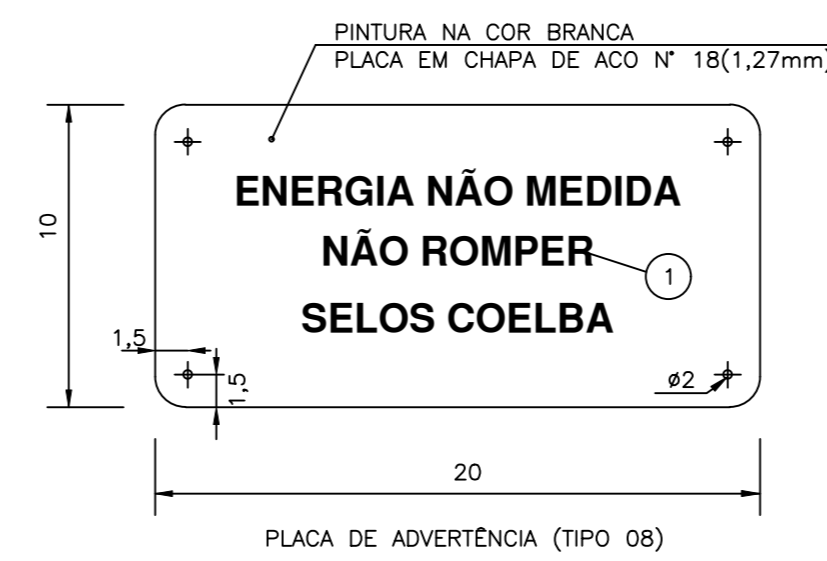 PINTURA NA COR BRANCA
PLACA EM CHAPA DE ACO N° 18(1,27mm)
ENERGIA NÃO MEDIDA
10
NÃO ROMPER
1
SELOS COELBA
1,5
1,5
ø2
20
PLACA DE ADVERTÊNCIA (TIPO 08)